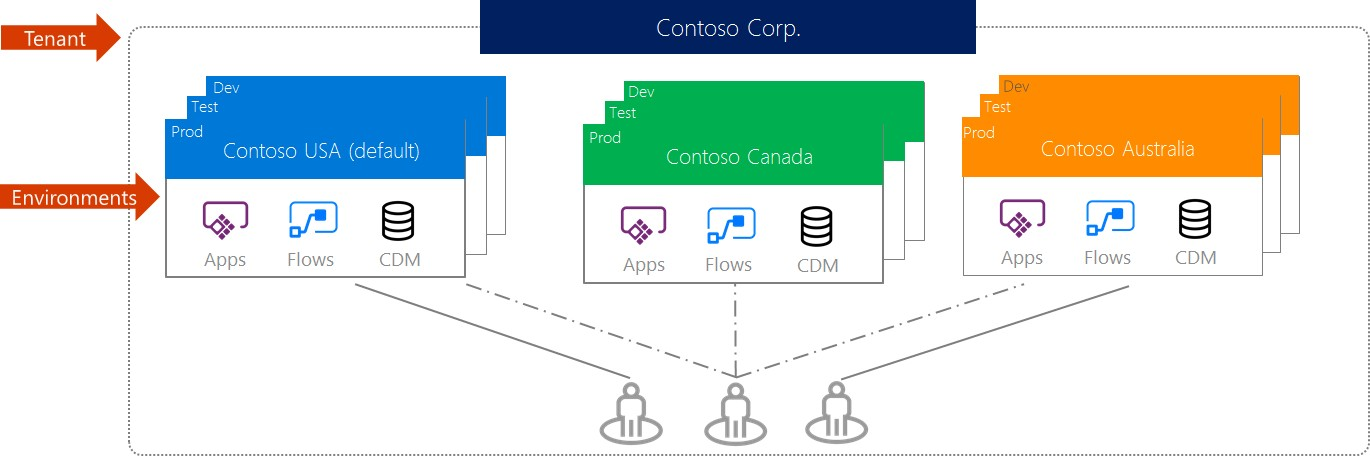 Contoso Corp.
Tenant
Dev
Test
Prod
Contoso USA (default)
Apps
Flows
CDM
Dev
Test
Prod
Contoso Canada
Apps
Flows
CDM
Dev
Test
Prod
Contoso Australia
Apps
Flows
CDM
Environments